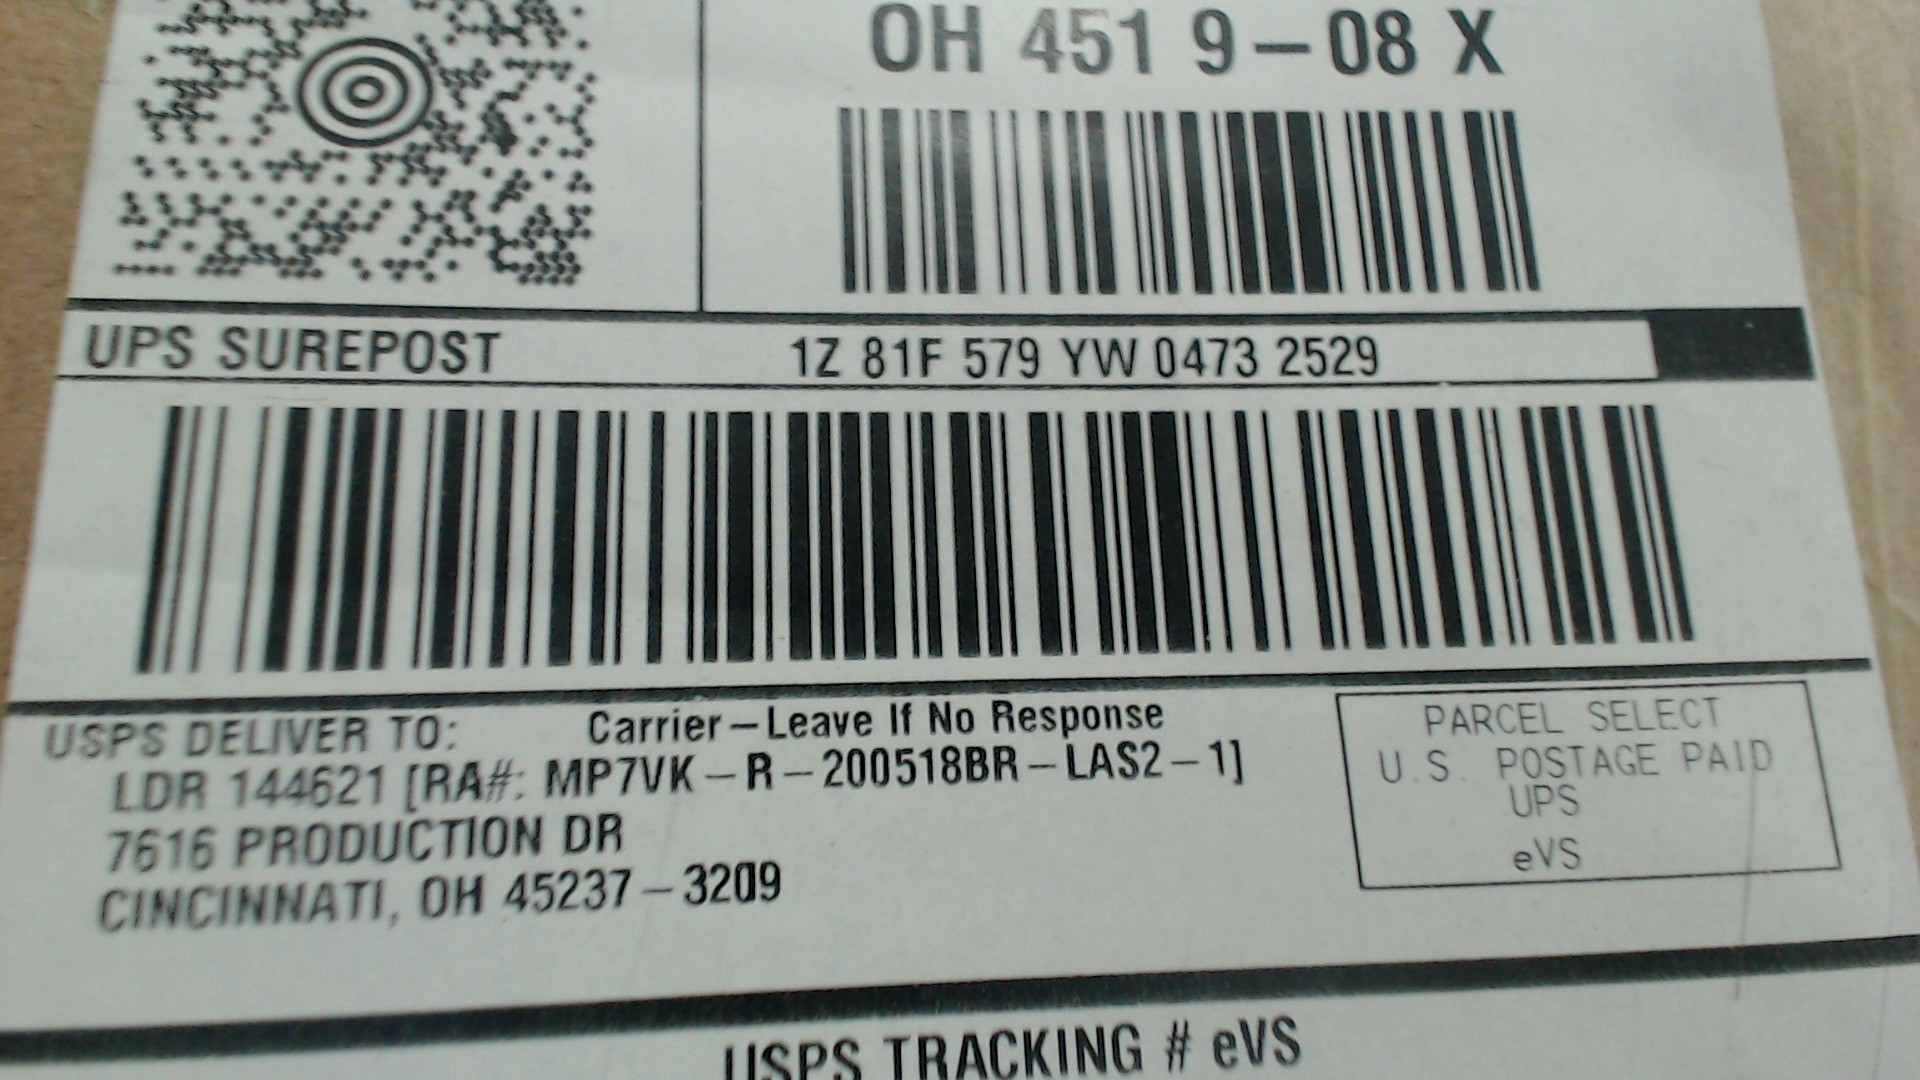 OH 451 9-08 X
UPS SUREPOST
1Z 81F 579 YW 0473 2529
USPS DELIVER TO:
Carrier-Leave If No Response
LDR 144621 [RA#: MP7VK-R-200518BR-LAS2-1]
7616 PRODUCTION DR
CINCINNATI, OH 45237-3209
PARCEL SELECT
U.S. POSTAGE PAID
UPS
eVS
USPS TRACKING # eVS